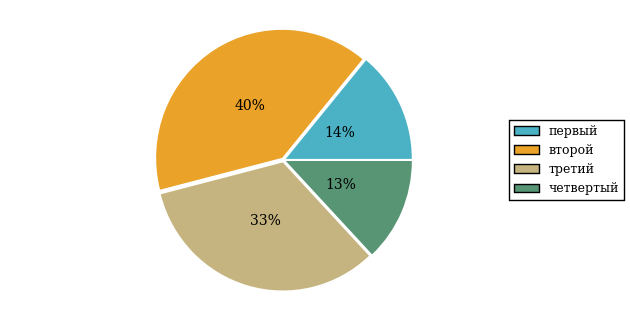 40%
14%
13%
33%
первый
второй
третий
четвертый